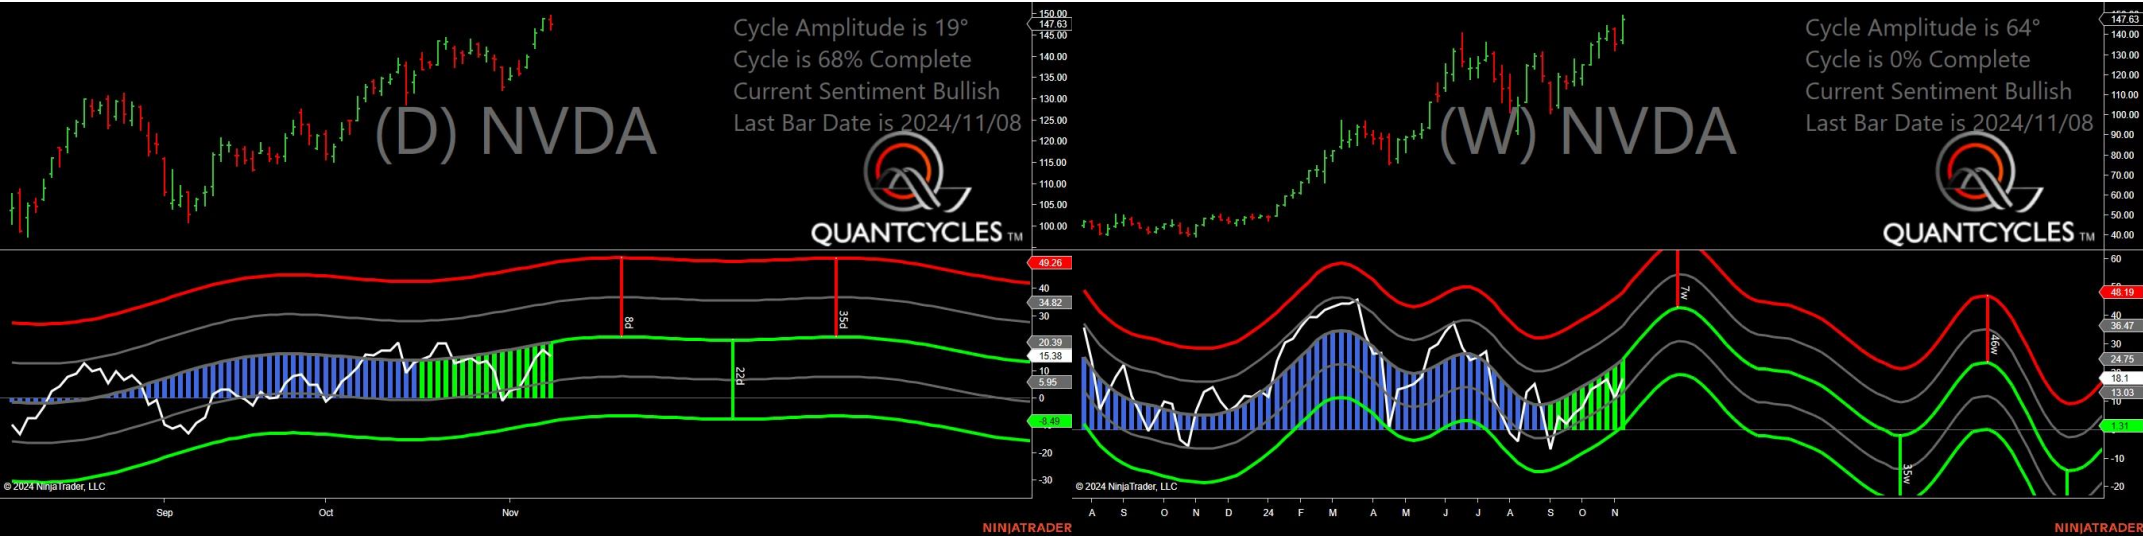 Cycle Amplitude is 19°
Cycle is 68% Complete
Current Sentiment Bullish
Last Bar Date is 2024/11/08
(D) NVDA
QUANTCYCLES TM
150.00
147.63
145.00
140.00
135.00
130.00
125.00
120.00
115.00
110.00
105.00
100.00
49.26
40
34.82
30
20.39
15.38
10
5.95
0
-8.49
-20
-30
8d
22d
35d
© 2024 NinjaTrader, LLC
Sep Oct Nov
NINJATRADER
Cycle Amplitude is 64°
Cycle is 0% Complete
Current Sentiment Bullish
Last Bar Date is 2024/11/08
(W) NVDA
QUANTCYCLES TM
147.63
140.00
130.00
120.00
110.00
100.00
90.00
80.00
70.00
60.00
50.00
40.00
60
48.19
40
36.47
30
24.75
18.1
13.03
10
1.31
-10
-20
7w
35w
46w
© 2024 NinjaTrader, LLC
A S O N D 24 F M A M J J A S O N
NINJATRADER